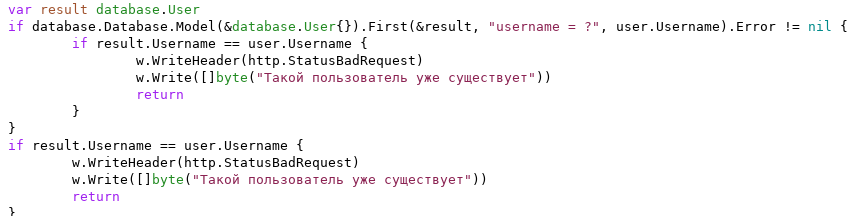 var result database.User
if database.Database.Model(&database.User{}).First(&result, "username = ?", user.Username).Error != nil {
        if result.Username == user.Username {
                w.WriteHeader(http.StatusBadRequest)
                w.Write([]byte("Такой пользователь уже существует"))
                return
        }
}
if result.Username == user.Username {
        w.WriteHeader(http.StatusBadRequest)
        w.Write([]byte("Такой пользователь уже существует"))
        return
}